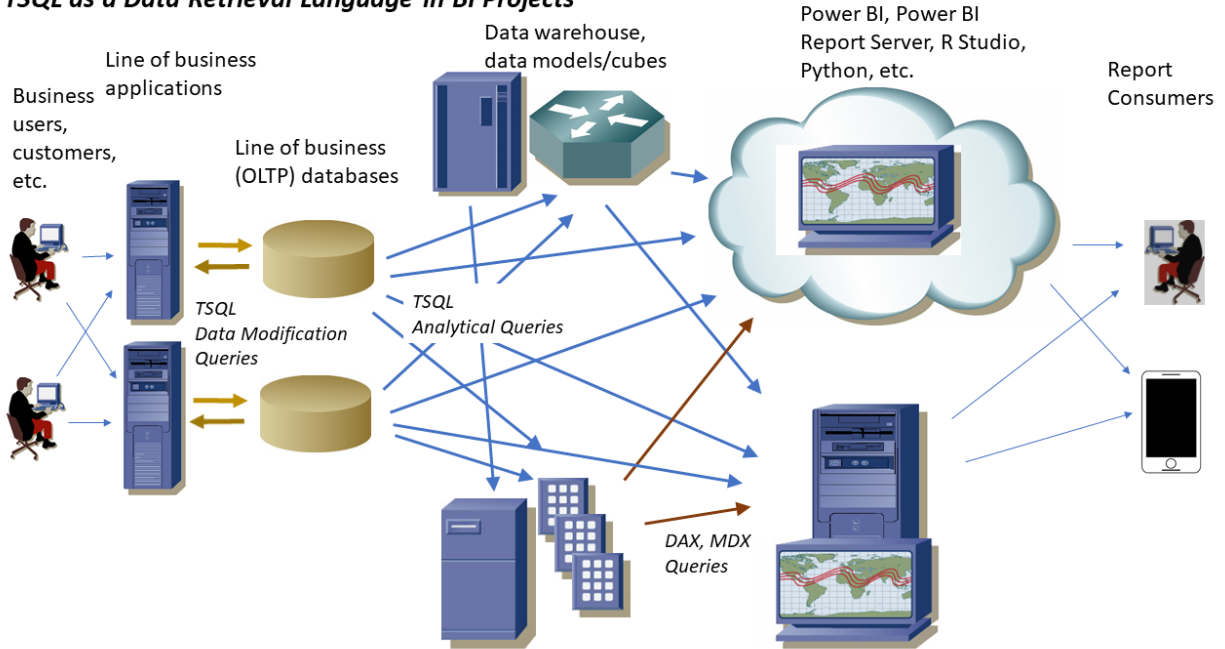 TSQL as a Data Retrieval Language in BI Projects
Business
users,
customers,
etc.
Line of business
applications
Line of business
(OLTP) databases
Data warehouse,
data models/cubes
Power BI, Power BI
Report Server, R Studio,
Python, etc.
Report
Consumers
TSQL
Data Modification
Queries
TSQL
Analytical Queries
DAX, MDX
Queries